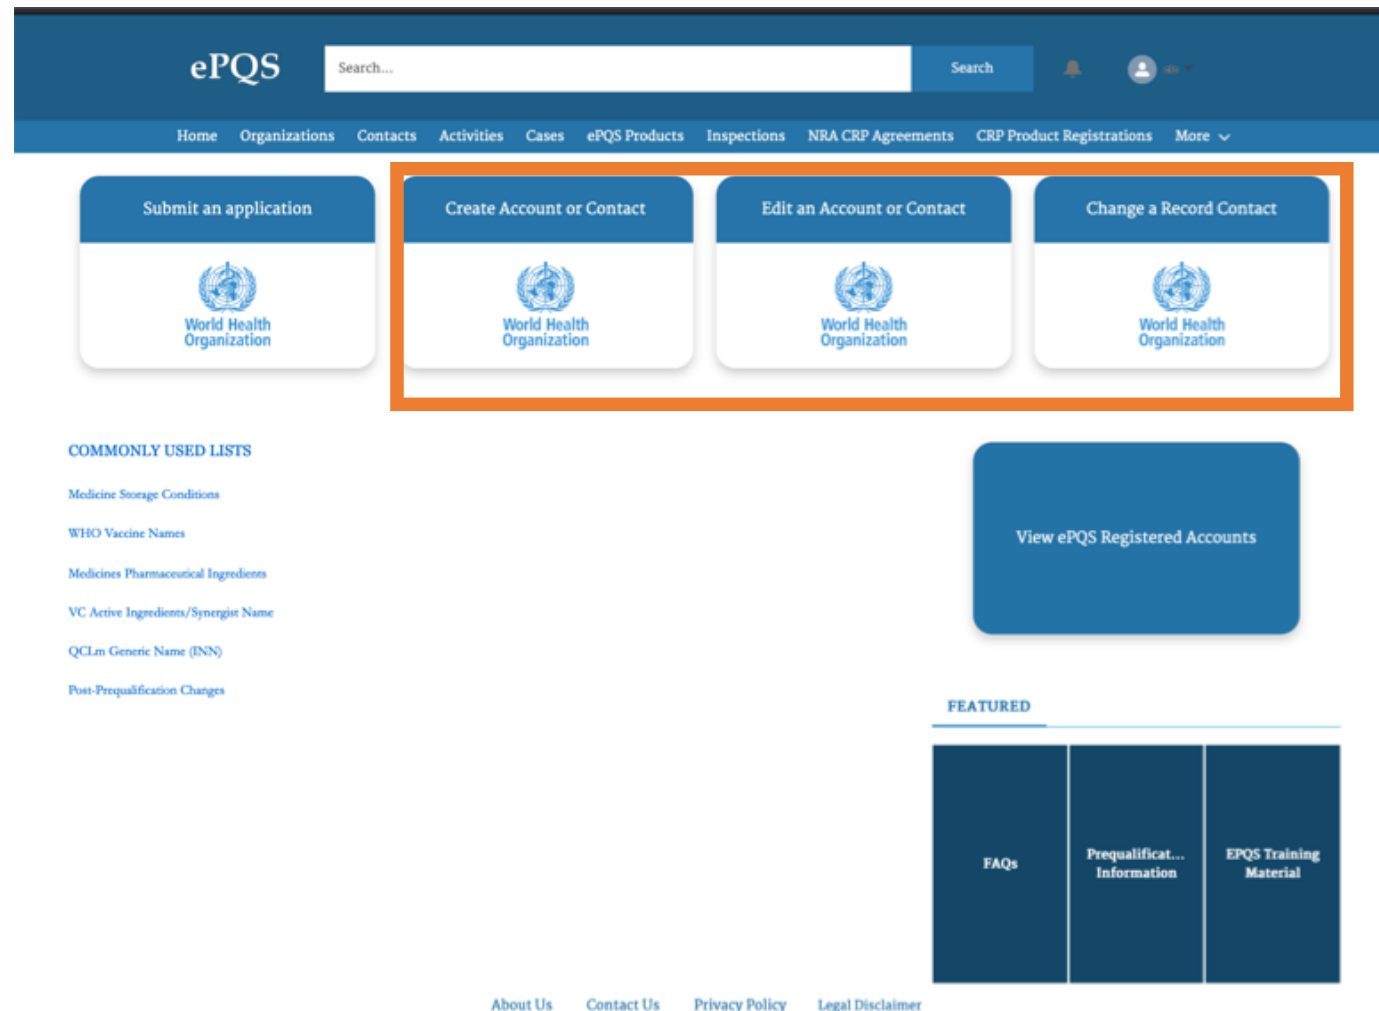 ePQS
Search...
Search
Home Organizations Contacts Activities Cases ePQS Products Inspections NRA CRP Agreements CRP Product Registrations More
Submit an application
Create Account or Contact
Edit an Account or Contact
Change a Record Contact
World Health
Organization
World Health
Organization
World Health
Organization
World Health
Organization
COMMONLY USED LISTS
Medicine Storage Conditions
WHO Vaccine Names
Medicines Pharmaceutical Ingredients
VC Active Ingredients/Synergist Name
QCLm Generic Name (INN)
Post-Prequalification Changes
View ePQS Registered Accounts
FEATURED
FAQs
Prequalificat...
Information
EPQS Training
Material
About Us Contact Us Privacy Policy Legal Disclaimer